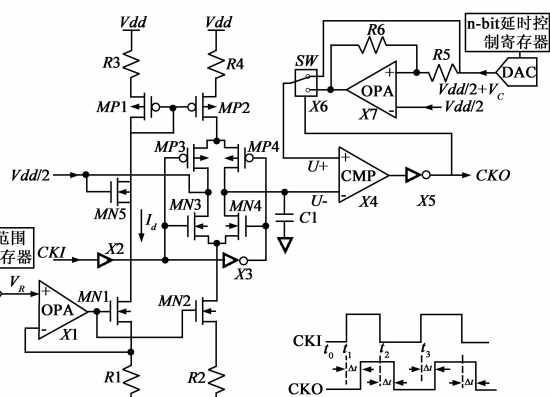 Vdd
Vdd
n-bit延时控
制寄存器
R3
R4
R6
R5
DAC
SW
OPA
Vdd/2+VC
X6
X7
Vdd/2
MP1
MP2
MP3
MP4
U+
CMP
CKO
Vdd/2
U-
X4
X5
MN5
MN3
MN4
C1
Id
范围
存器
CKI
X2
X3
VR
MN1
MN2
OPA
X1
R1
R2
CKI
t0
t1
t2
t3
Δt
Δt
Δt
Δt
CKO